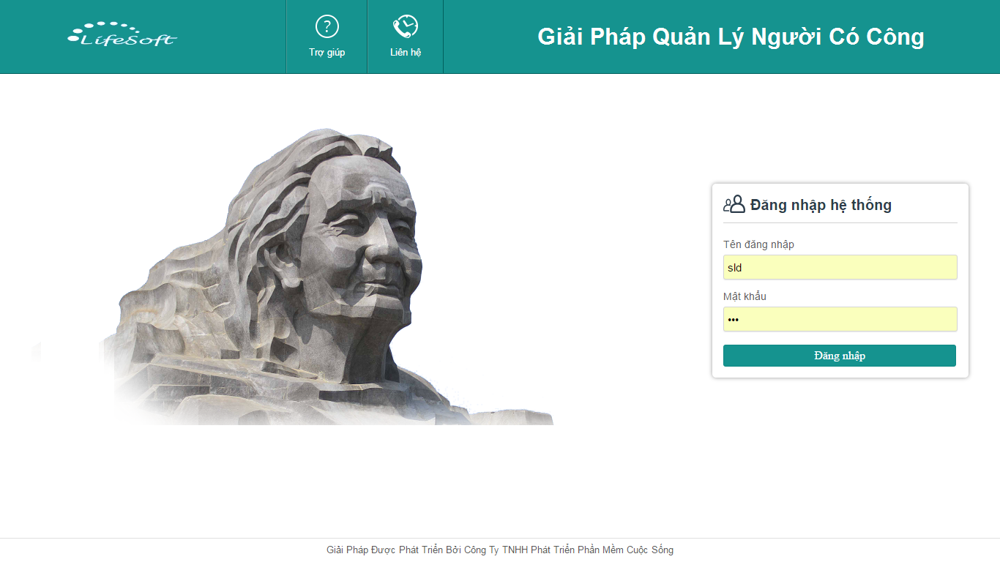 LifeSoft
Trợ giúp
Liên hệ
Giải Pháp Quản Lý Người Có Công
Đăng nhập hệ thống
Tên đăng nhập
sld
Mật khẩu
•••
Đăng nhập
Giải Pháp Được Phát Triển Bởi Công Ty TNHH Phát Triển Phần Mềm Cuộc Sống